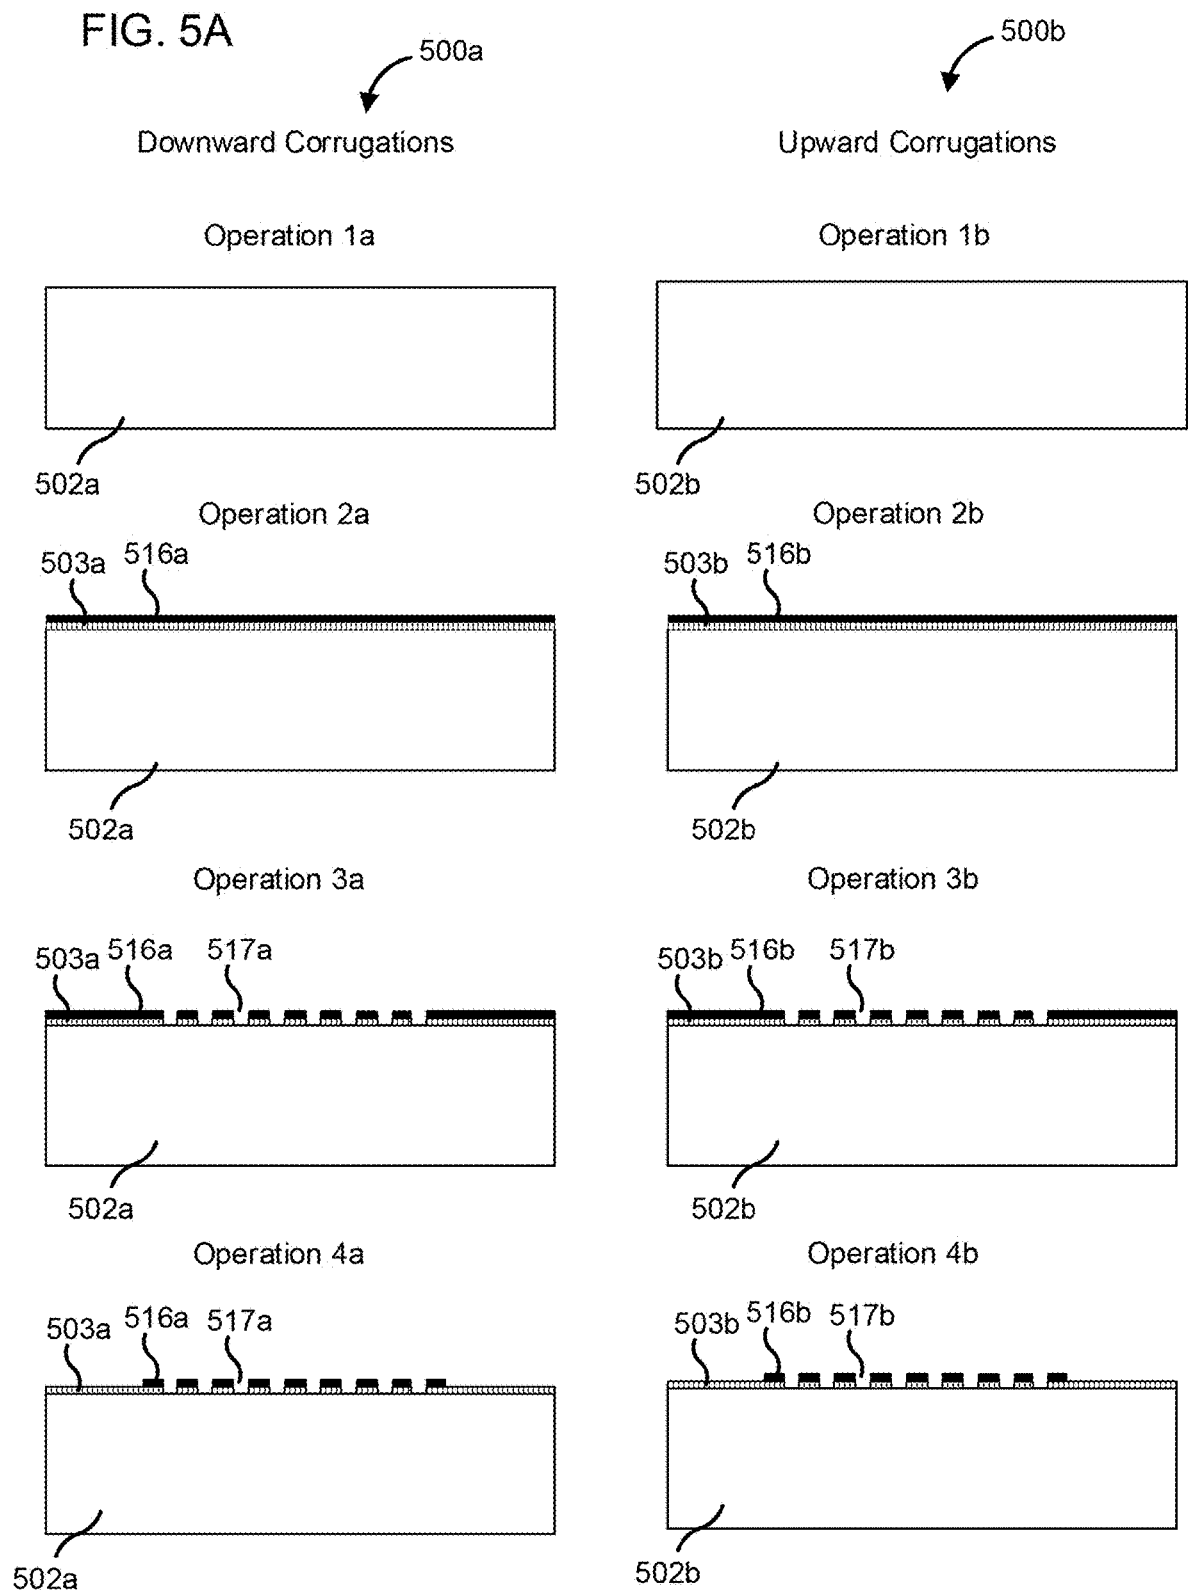 FIG. 5A
500a
500b
Downward Corrugations
Upward Corrugations
Operation 1a
Operation 1b
502a
502b
Operation 2a
Operation 2b
503a
516a
503b
516b
502a
502b
Operation 3a
Operation 3b
503a
516a
517a
503b
516b
517b
502a
502b
Operation 4a
Operation 4b
503a
516a
517a
503b
516b
517b
502a
502b